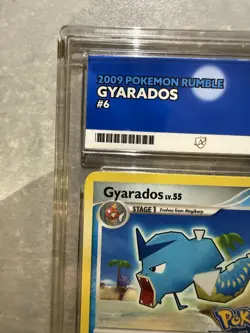 2009 POKEMON RUMBLE
GYARADOS
#6
Gyarados LV.55
STAGE 1 Evolves from Magikarp